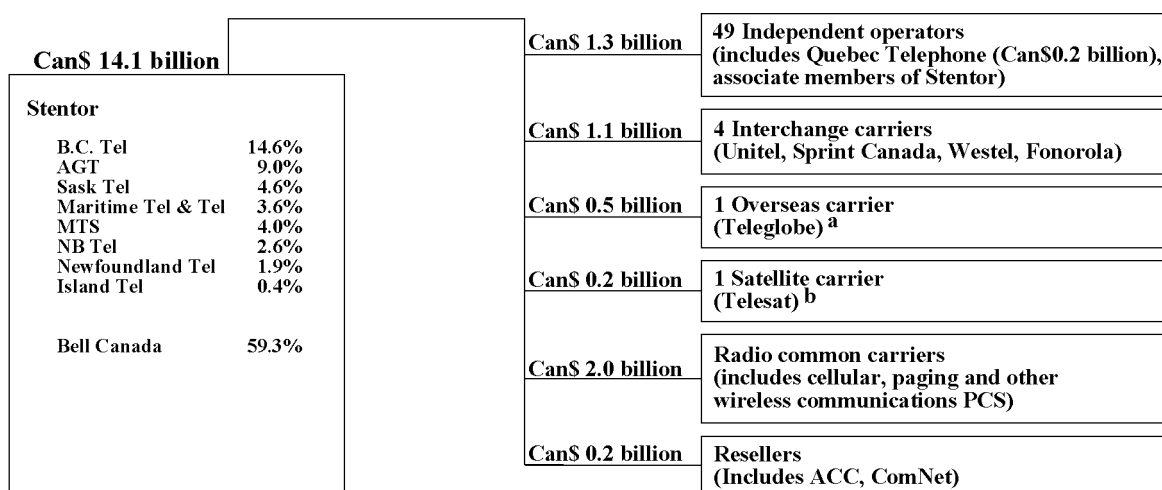 Can$ 14.1 billion
Stentor
B.C. Tel 14.6%
AGT 9.0%
Sask Tel 4.6%
Maritime Tel & Tel 3.6%
MTS 4.0%
NB Tel 2.6%
Newfoundland Tel 1.9%
Island Tel 0.4%
Bell Canada 59.3%
Can$ 1.3 billion
49 Independent operators
(includes Quebec Telephone (Can$0.2 billion),
associate members of Stentor)
Can$ 1.1 billion
4 Interchange carriers
(Unitel, Sprint Canada, Westel, Fonorola)
Can$ 0.5 billion
1 Overseas carrier
(Teleglobe) a
Can$ 0.2 billion
1 Satellite carrier
(Telesat) b
Can$ 2.0 billion
Radio common carriers
(includes cellular, paging and other
wireless communications PCS)
Can$ 0.2 billion
Resellers
(Includes ACC, ComNet)